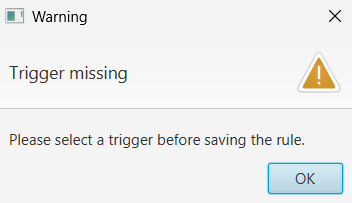 Warning
Trigger missing
Please select a trigger before saving the rule.
OK